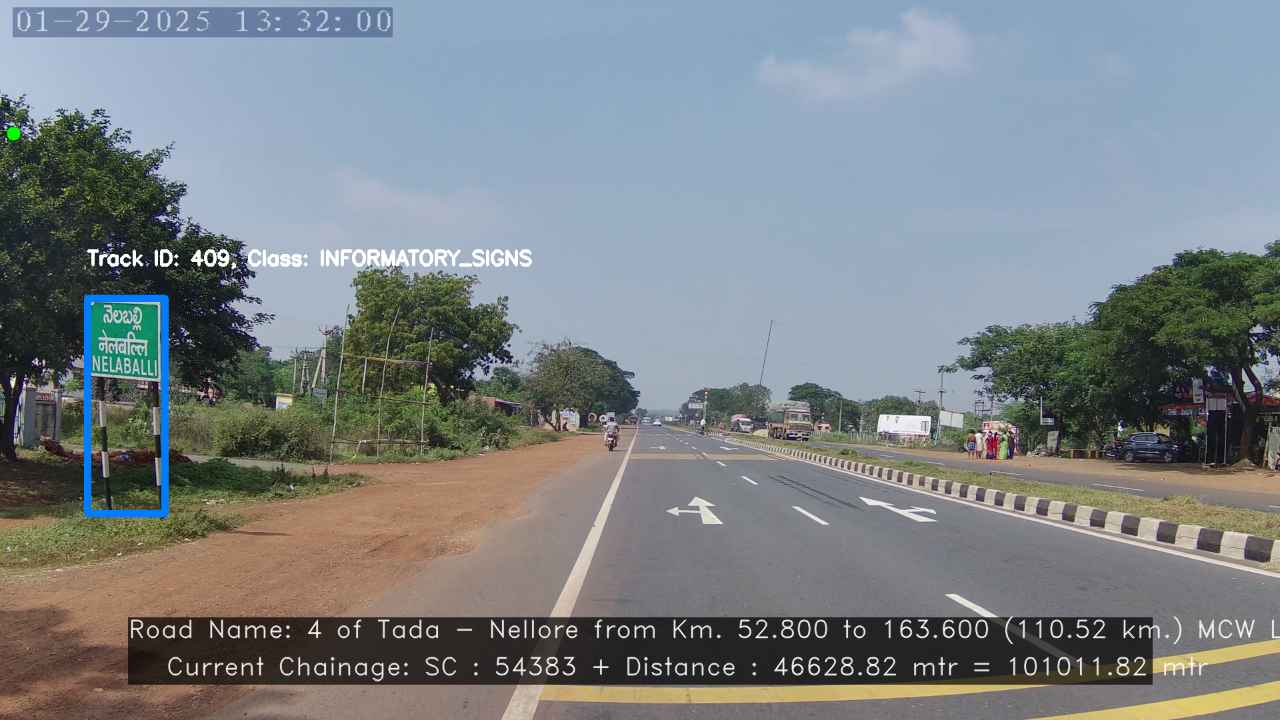 01-29-2025 13:32:00
Track ID: 409, Class: INFORMATORY_SIGNS
నెలబల్లి
नेलबल्लि
NELABALLI
Road Name: 4 of Tada - Nellore from Km. 52.800 to 163.600 (110.52 km.) MCW L
Current Chainage: SC : 54383 + Distance : 46628.82 mtr = 101011.82 mtr